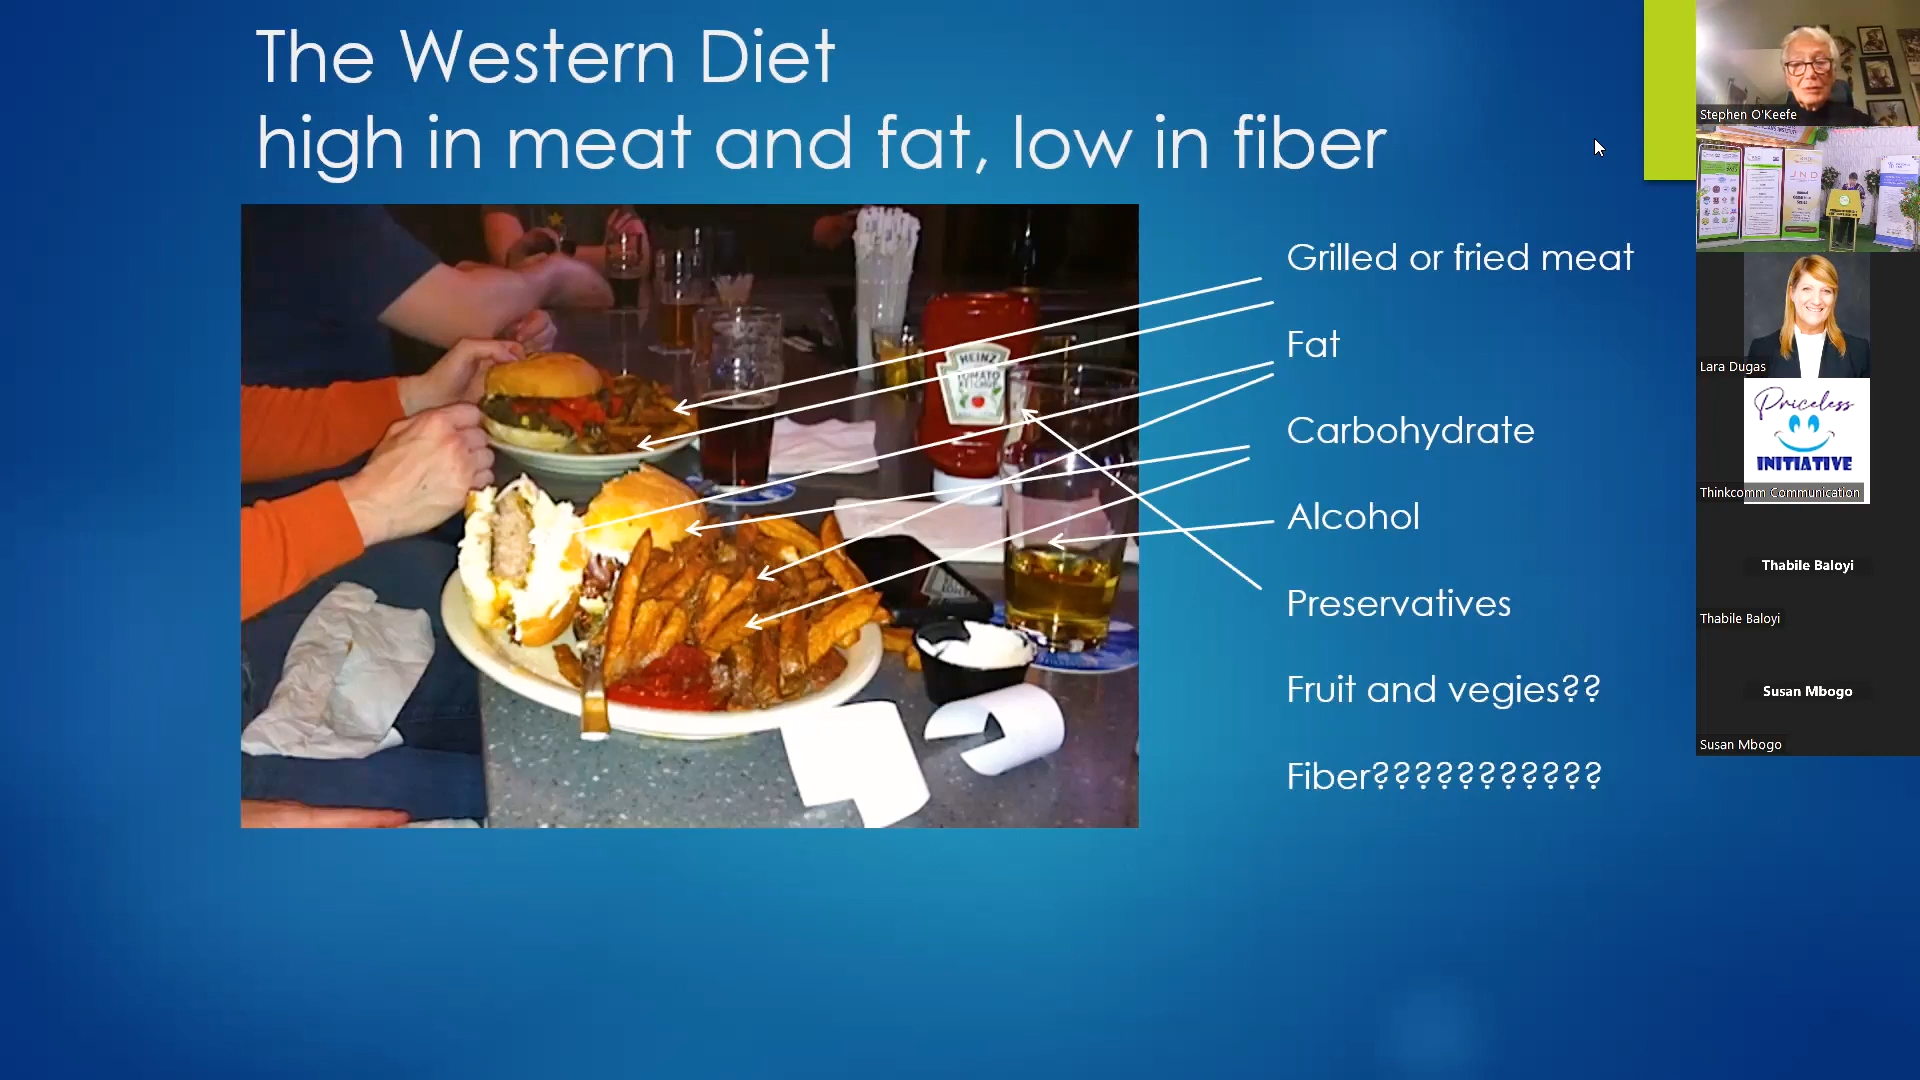 The Western Diet
high in meat and fat, low in fiber
Grilled or fried meat
Fat
Carbohydrate
Alcohol
Preservatives
Fruit and vegies??
Fiber???????????
HEINZ
TOMATO
KETCHUP
Stephen O'Keefe
JND
Lara Dugas
Priceless
INITIATIVE
Thinkcomm Communication
Thabile Baloyi
Thabile Baloyi
Susan Mbogo
Susan Mbogo